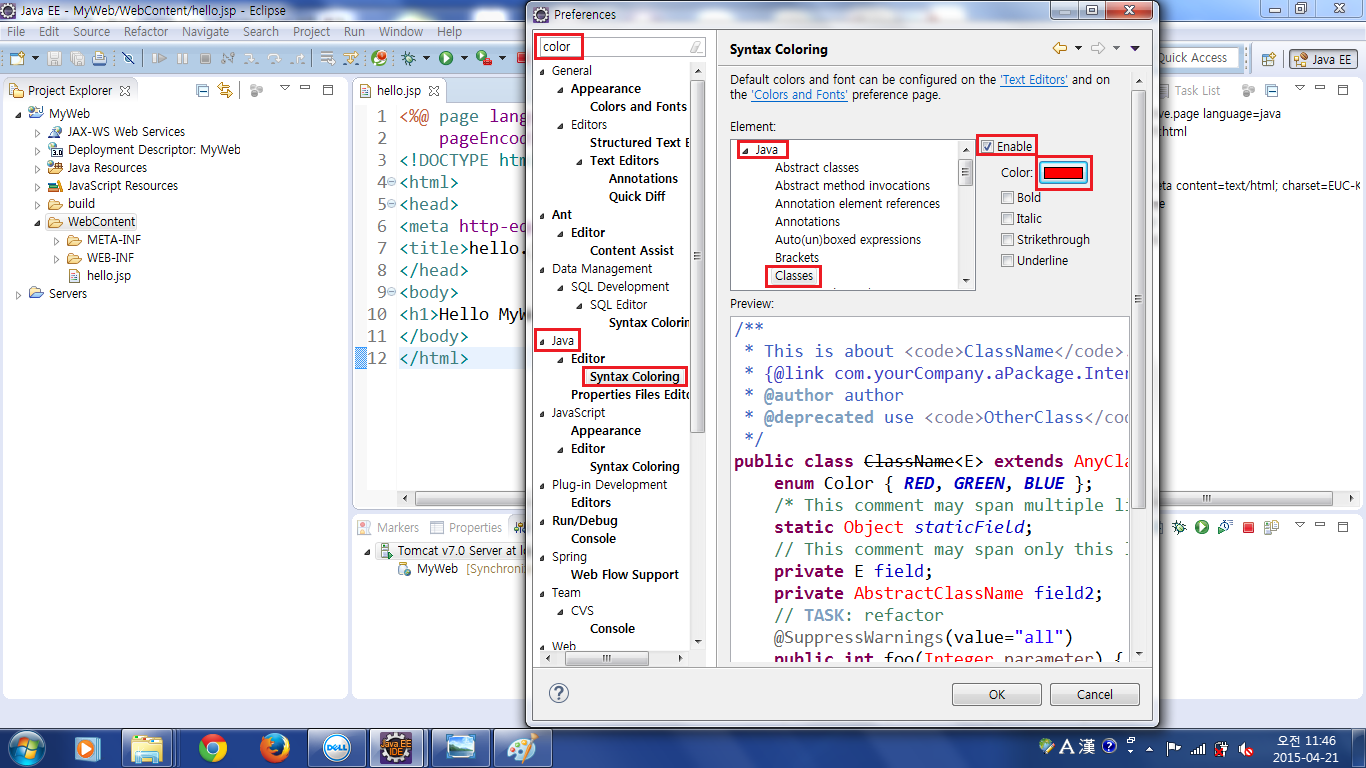 Java EE - MyWeb/WebContent/hello.jsp - Eclipse
File Edit Source Refactor Navigate Search Project Run Window Help
Quick Access
Java EE
Project Explorer
MyWeb
JAX-WS Web Services
Deployment Descriptor: MyWeb
Java Resources
JavaScript Resources
build
WebContent
META-INF
WEB-INF
hello.jsp
Servers
hello.jsp
1 <%@ page lang
2 pageEncod
3 <!DOCTYPE htm
4 <html>
5 <head>
6 <meta http-eq
7 <title>hello.
8 </head>
9 <body>
10 <h1>Hello MyW
11 </body>
12 </html>
Markers Properties
Tomcat v7.0 Server at lo
MyWeb [Synchroniz
Preferences
color
General
Appearance
Colors and Fonts
Editors
Structured Text E
Text Editors
Annotations
Quick Diff
Ant
Editor
Content Assist
Data Management
SQL Development
SQL Editor
Syntax Colorin
Java
Editor
Syntax Coloring
Properties Files Edito
JavaScript
Appearance
Editor
Syntax Coloring
Plug-in Development
Editors
Run/Debug
Console
Spring
Web Flow Support
Team
CVS
Console
Web
Syntax Coloring
Default colors and font can be configured on the 'Text Editors' and on
the 'Colors and Fonts' preference page.
Element:
Java
Abstract classes
Abstract method invocations
Annotation element references
Annotations
Auto(un)boxed expressions
Brackets
Classes
Enable
Color:
Bold
Italic
Strikethrough
Underline
Preview:
/**
* This is about <code>ClassName</code>.
* {@link com.yourCompany.aPackage.Inter
* @author author
* @deprecated use <code>OtherClass</cod
*/
public class ClassName<E> extends AnyCla
enum Color { RED, GREEN, BLUE };
/* This comment may span multiple li
static Object staticField;
// This comment may span only this l
private E field;
private AbstractClassName field2;
// TASK: refactor
@SuppressWarnings(value="all")
public int foo(Integer parameter) {
OK
Cancel
Task List
ve.page language=java
html
eta content=text/html; charset=EUC-K
e
DELL
Java EE
IDE
A 漢
오전 11:46
2015-04-21